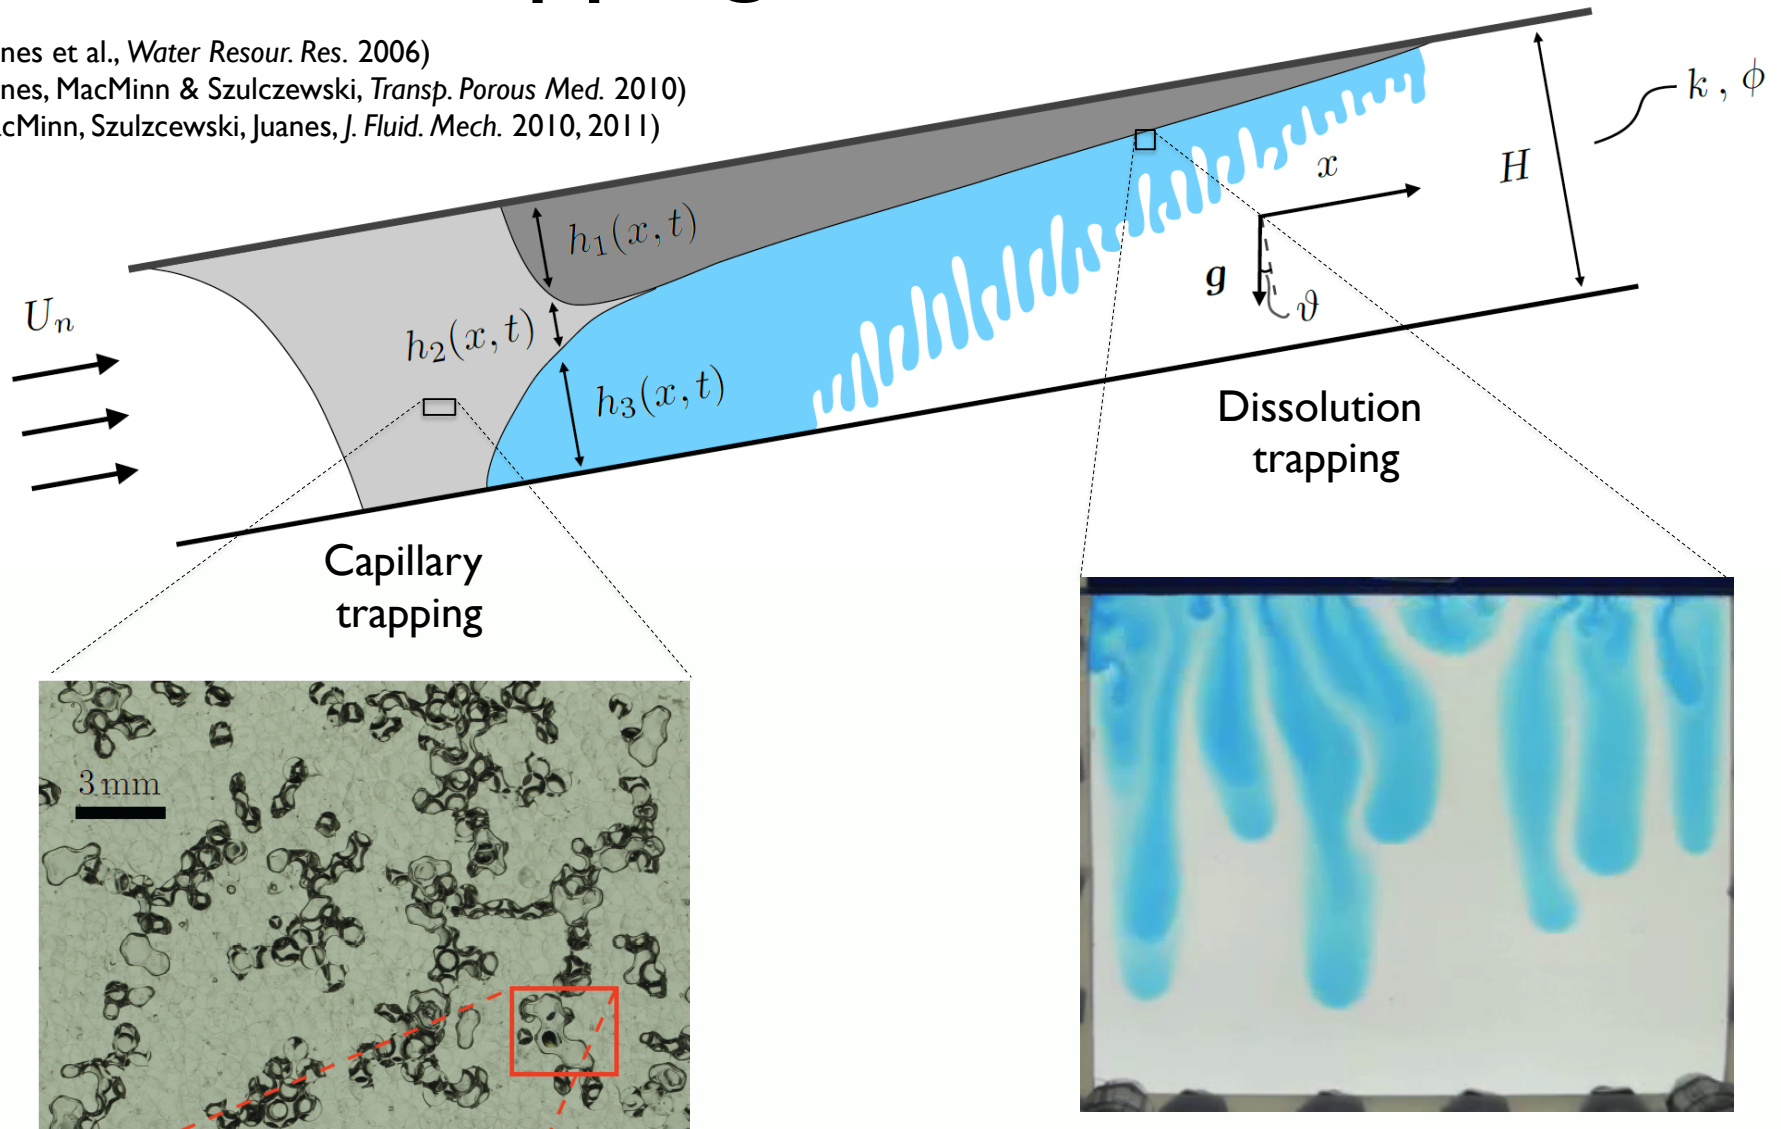 nes et al., Water Resour. Res. 2006)
nes, MacMinn & Szulczewski, Transp. Porous Med. 2010)
cMinn, Szulzcewski, Juanes, J. Fluid. Mech. 2010, 2011)
k , ϕ
H
x
h₁(x, t)
g
ϑ
Uₙ
h₂(x, t)
h₃(x, t)
Dissolution
trapping
Capillary
trapping
3 mm